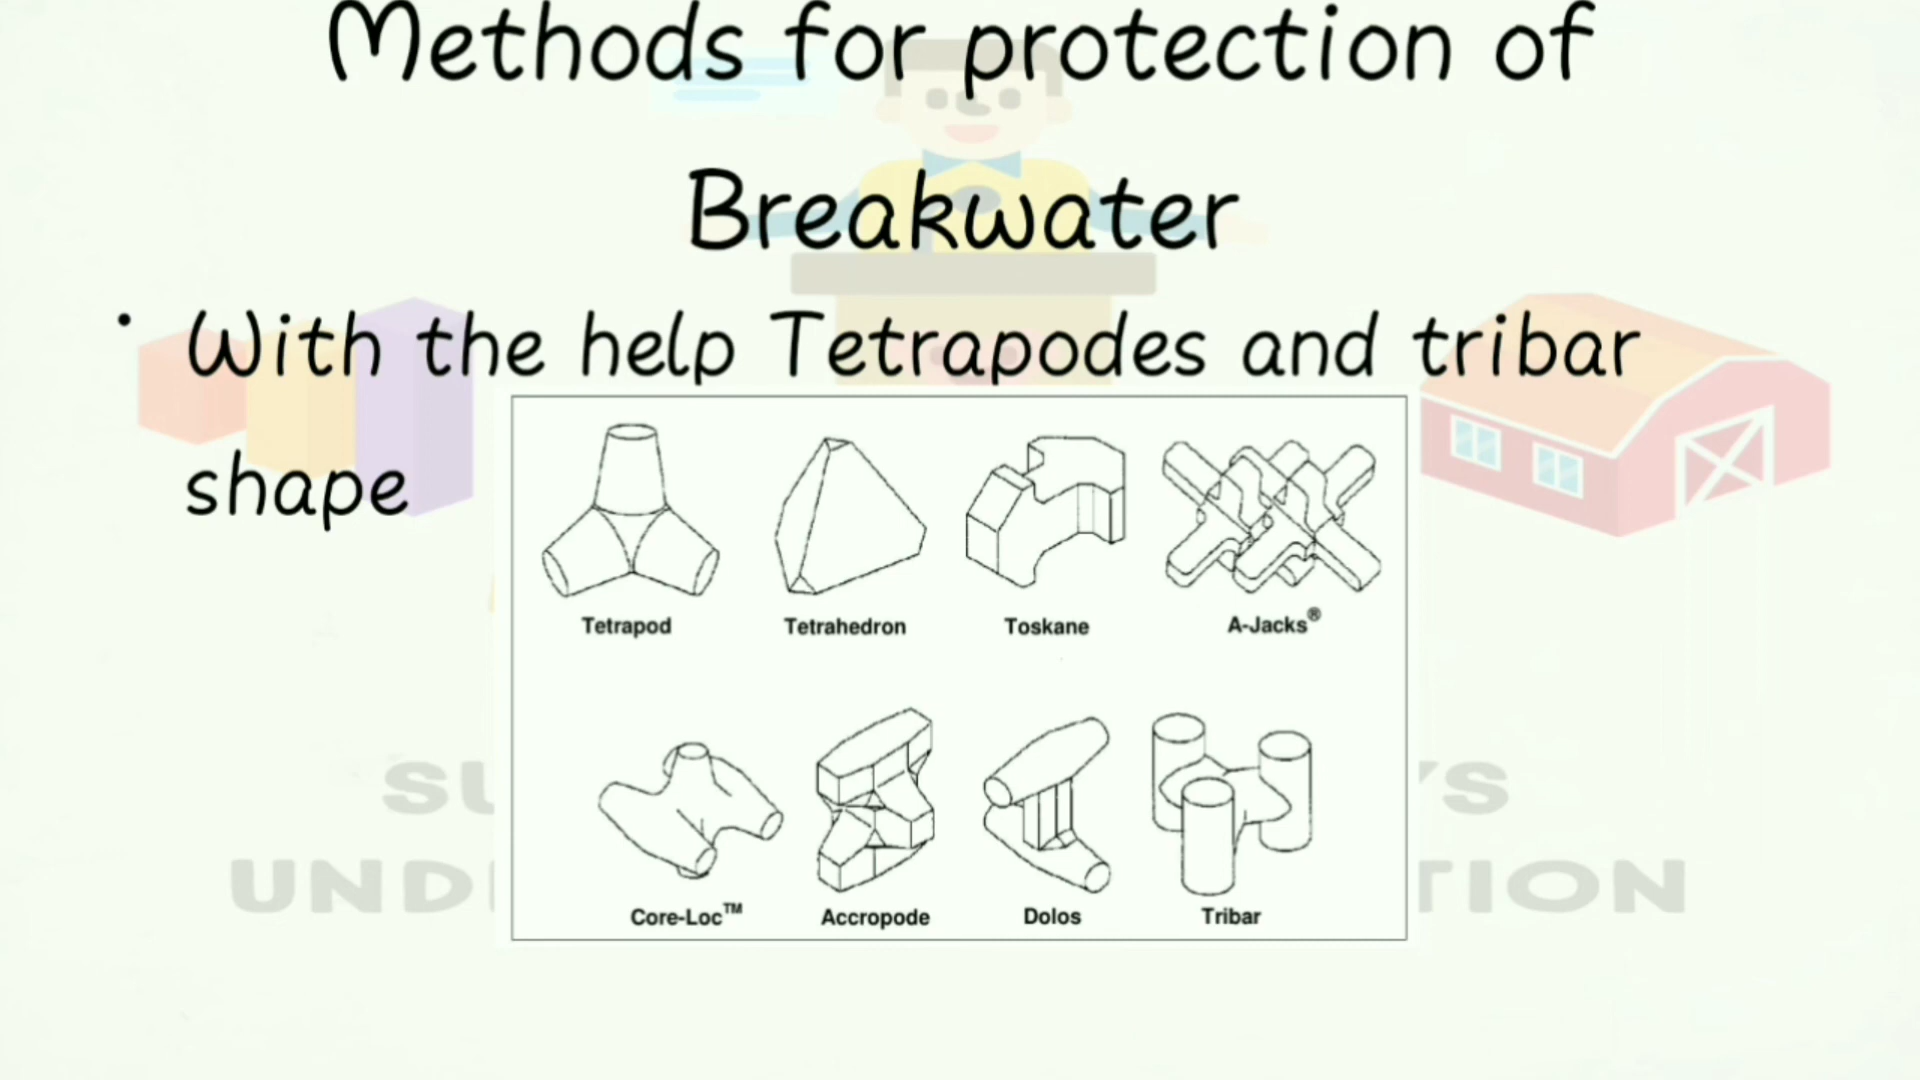 Methods for protection of
Breakwater
• With the help Tetrapodes and tribar
shape
Tetrapod Tetrahedron Toskane A-Jacks®
Core-Loc™ Accropode Dolos Tribar